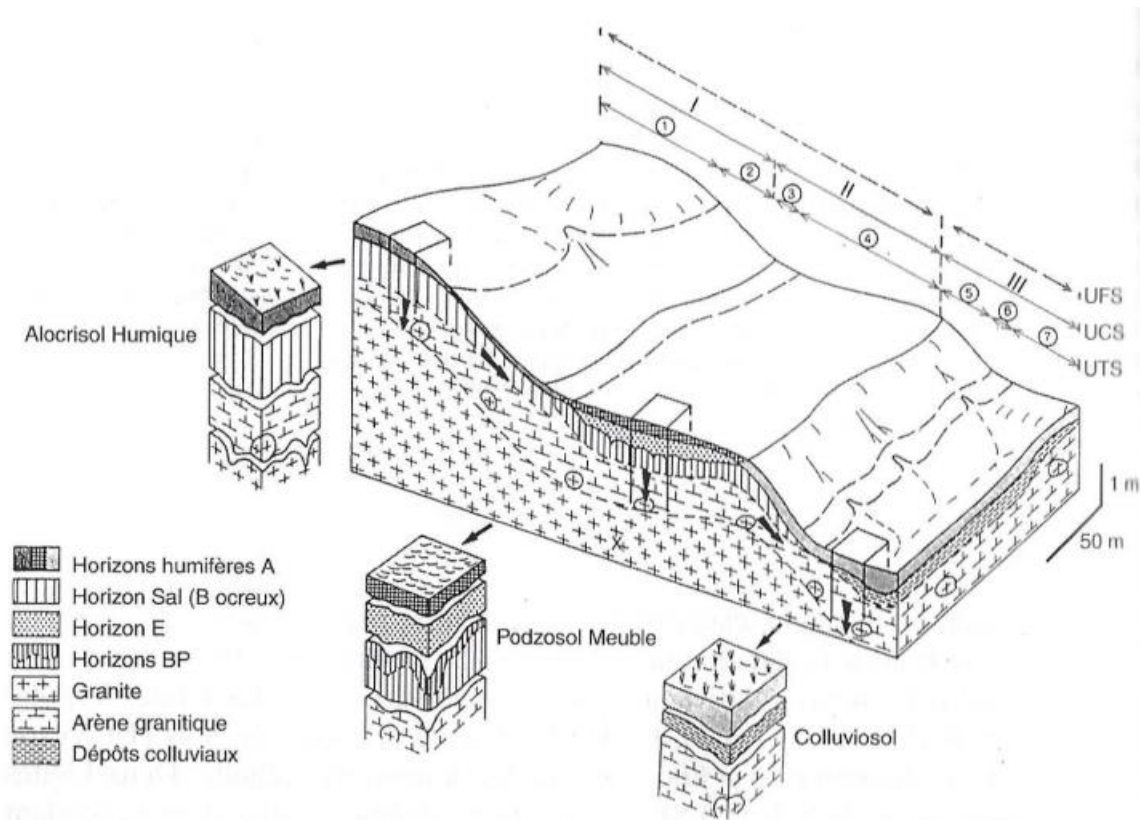 I
①
②
③
II
④
⑤
III
⑥
⑦
UFS
UCS
UTS
Alocrisol Humique
1 m
50 m
X
Horizons humifères A
Horizon Sal (B ocreux)
Horizon E
Horizons BP
Granite
Arène granitique
Dépôts colluviaux
Podzosol Meuble
Colluviosol